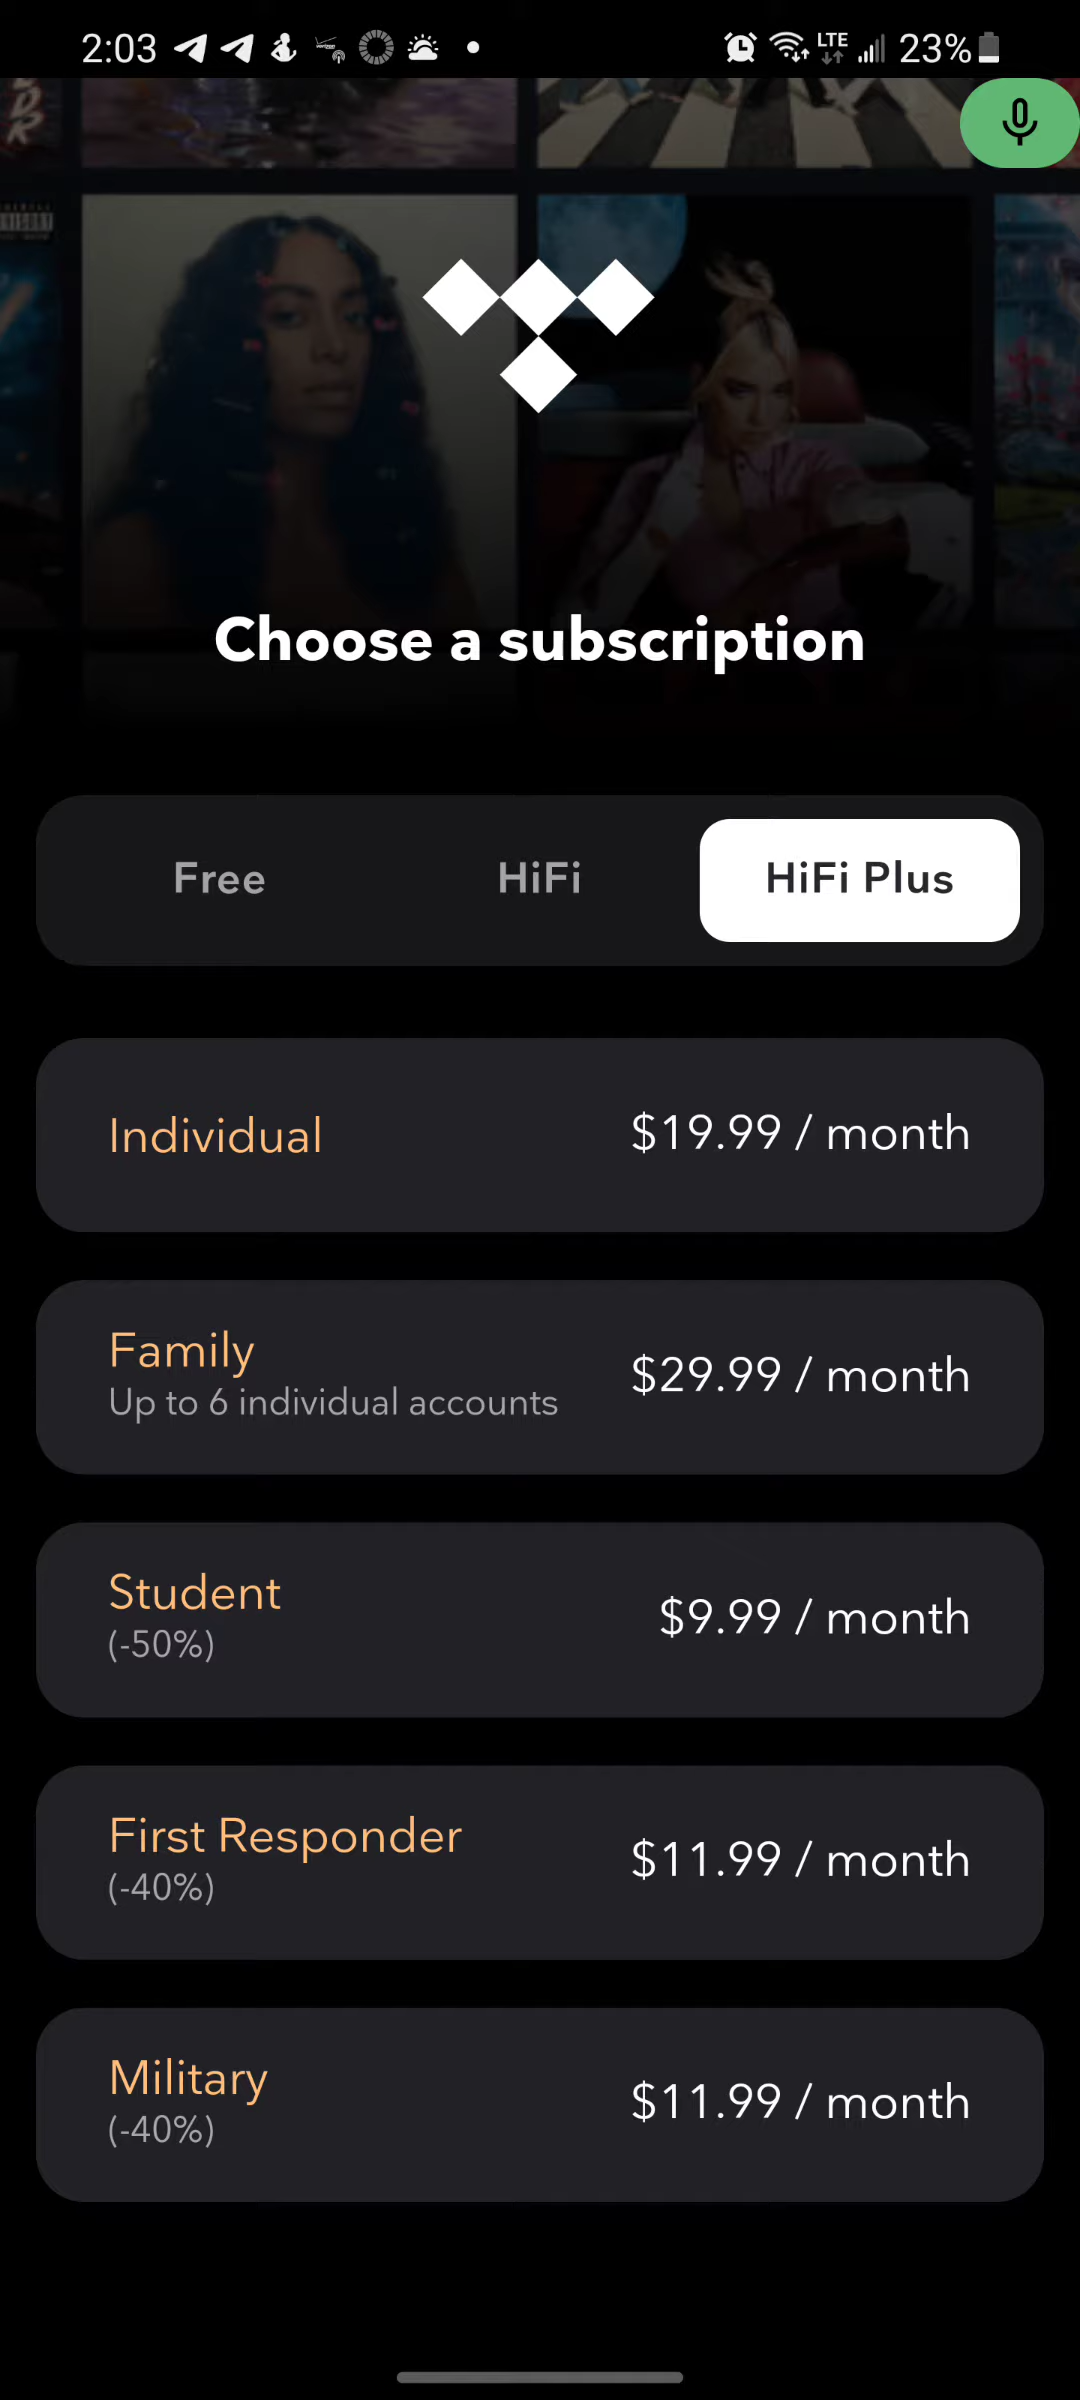 2:03 LTE 23%
Choose a subscription
Free HiFi HiFi Plus
Individual $19.99 / month
Family
Up to 6 individual accounts $29.99 / month
Student
(-50%) $9.99 / month
First Responder
(-40%) $11.99 / month
Military
(-40%) $11.99 / month